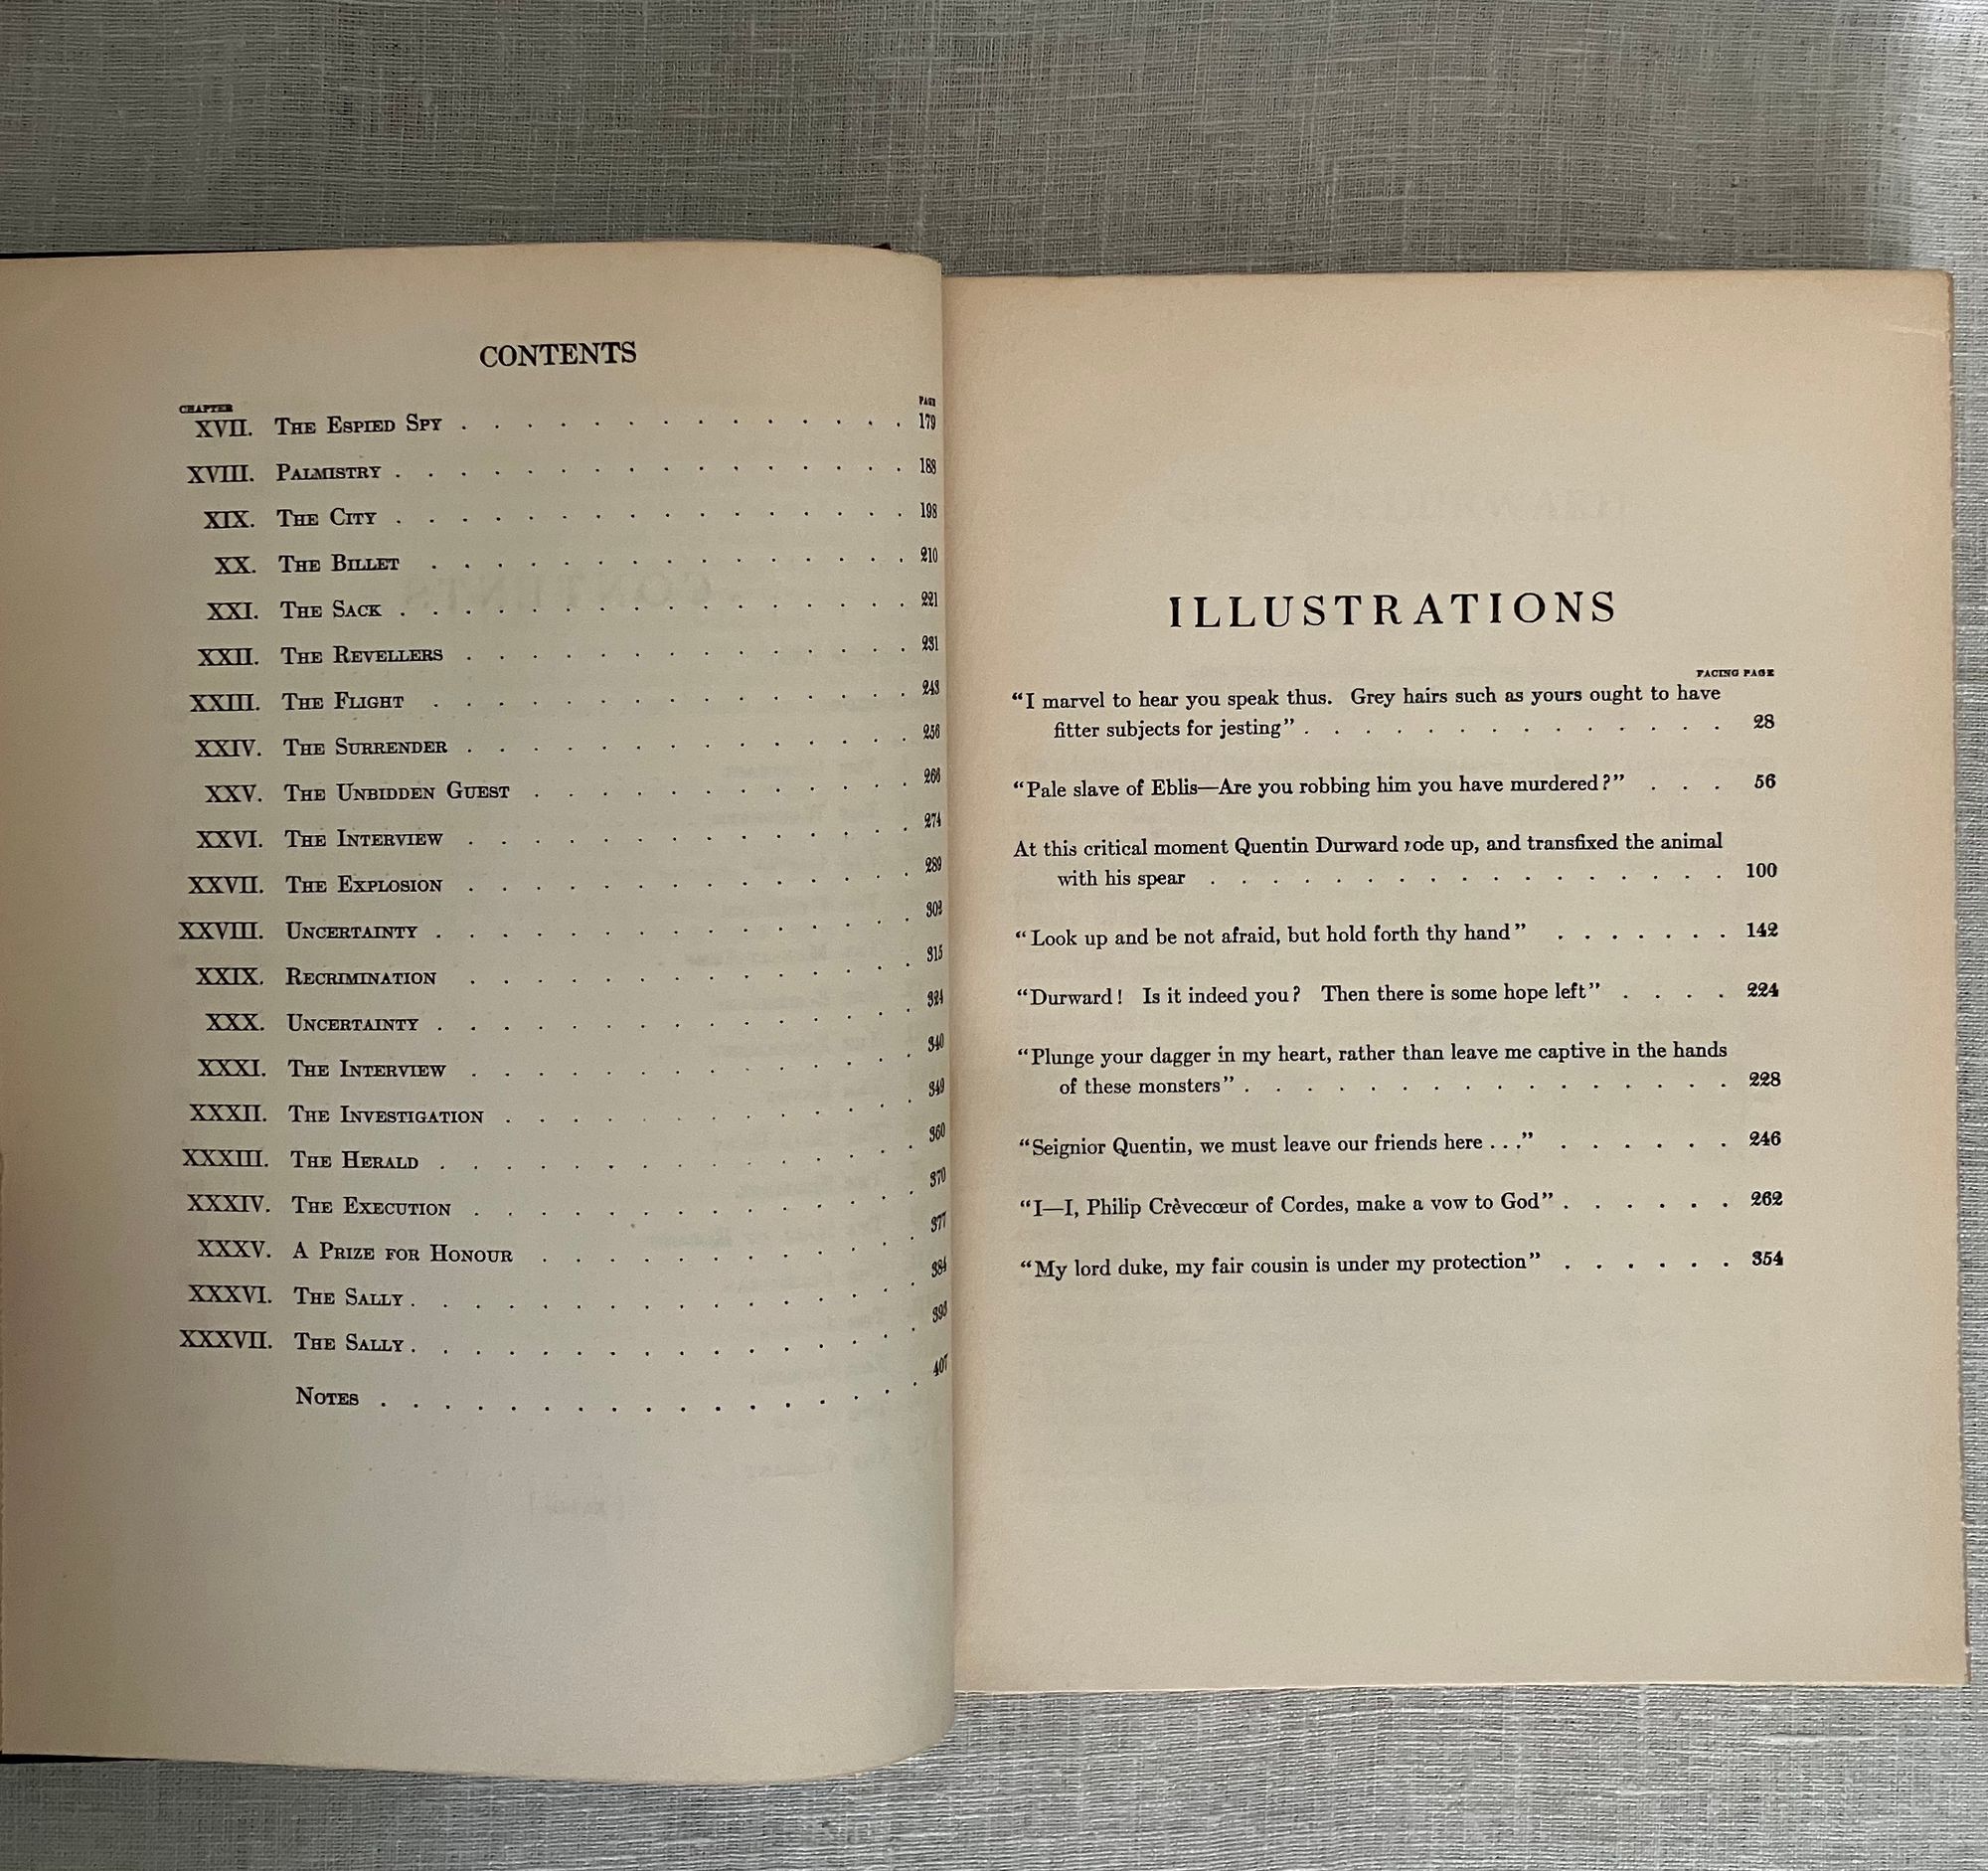 CONTENTS
CHAPTER PAGE
XVII. The Espied Spy . . . . . . . . . . . . . . 179
XVIII. Palmistry . . . . . . . . . . . . . . . . 188
XIX. The City . . . . . . . . . . . . . . . . 198
XX. The Billet . . . . . . . . . . . . . . . 210
XXI. The Sack . . . . . . . . . . . . . . . . 221
XXII. The Revellers . . . . . . . . . . . . . . 231
XXIII. The Flight . . . . . . . . . . . . . . . 243
XXIV. The Surrender . . . . . . . . . . . . . . 256
XXV. The Unbidden Guest . . . . . . . . . . . . 266
XXVI. The Interview . . . . . . . . . . . . . . 274
XXVII. The Explosion . . . . . . . . . . . . . . 289
XXVIII. Uncertainty . . . . . . . . . . . . . . . 303
XXIX. Recrimination . . . . . . . . . . . . . . 315
XXX. Uncertainty . . . . . . . . . . . . . . . 324
XXXI. The Interview . . . . . . . . . . . . . . 340
XXXII. The Investigation . . . . . . . . . . . . . 349
XXXIII. The Herald . . . . . . . . . . . . . . . 360
XXXIV. The Execution . . . . . . . . . . . . . . 370
XXXV. A Prize for Honour . . . . . . . . . . . . 377
XXXVI. The Sally . . . . . . . . . . . . . . . . 384
XXXVII. The Sally . . . . . . . . . . . . . . . . 393
Notes . . . . . . . . . . . . . . . . . 407
ILLUSTRATIONS
FACING PAGE
“I marvel to hear you speak thus. Grey hairs such as yours ought to have
fitter subjects for jesting” . . . . . . . . . . . . . . 28
“Pale slave of Eblis—Are you robbing him you have murdered?” . . . 56
At this critical moment Quentin Durward rode up, and transfixed the animal
with his spear . . . . . . . . . . . . . . . . . 100
“Look up and be not afraid, but hold forth thy hand” . . . . . . 142
“Durward! Is it indeed you? Then there is some hope left” . . . . 224
“Plunge your dagger in my heart, rather than leave me captive in the hands
of these monsters” . . . . . . . . . . . . . . . . 228
“Seignior Quentin, we must leave our friends here . . .” . . . . . . 246
“I—I, Philip Crèvecœur of Cordes, make a vow to God” . . . . . . 262
“My lord duke, my fair cousin is under my protection” . . . . . . 354